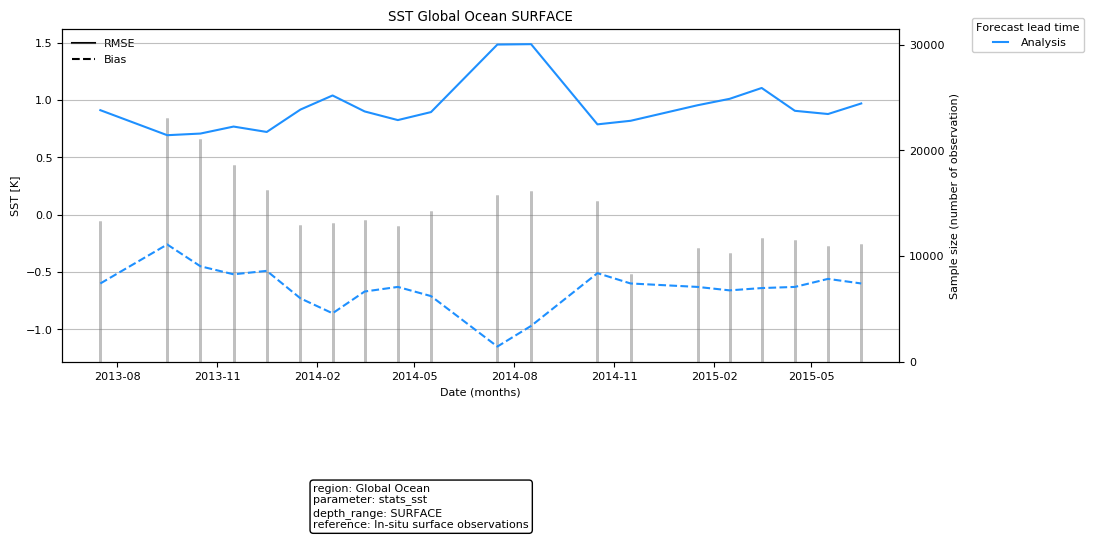 SST Global Ocean SURFACE
RMSE
Bias
Forecast lead time
Analysis
1.5
1.0
0.5
0.0
−0.5
−1.0
SST [K]
30000
20000
10000
0
Sample size (number of observation)
2013-08
2013-11
2014-02
2014-05
2014-08
2014-11
2015-02
2015-05
Date (months)
region: Global Ocean
parameter: stats_sst
depth_range: SURFACE
reference: In-situ surface observations